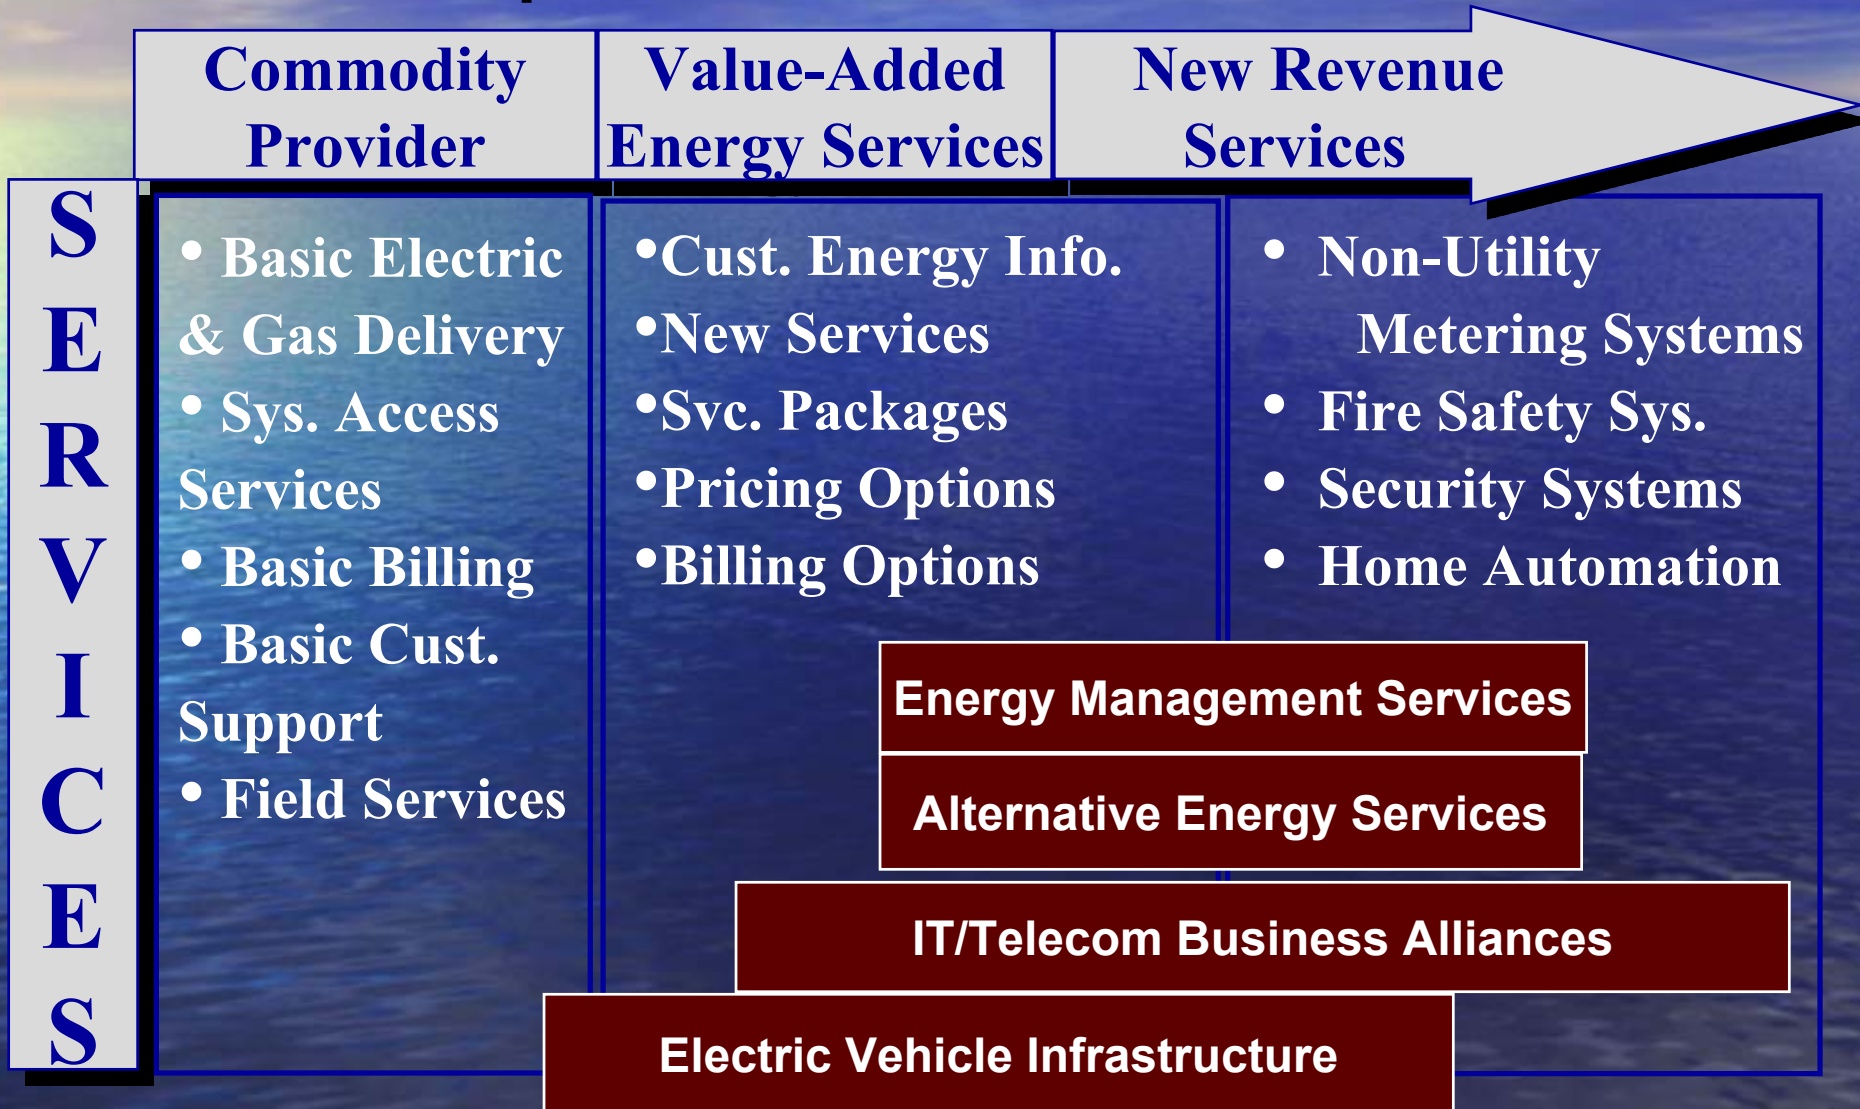 Commodity
Provider
Value-Added
Energy Services
New Revenue
Services
SERVICES
• Basic Electric
& Gas Delivery
• Sys. Access
Services
• Basic Billing
• Basic Cust.
Support
• Field Services
•Cust. Energy Info.
•New Services
•Svc. Packages
•Pricing Options
•Billing Options
• Non-Utility
Metering Systems
• Fire Safety Sys.
• Security Systems
• Home Automation
Energy Management Services
Alternative Energy Services
IT/Telecom Business Alliances
Electric Vehicle Infrastructure